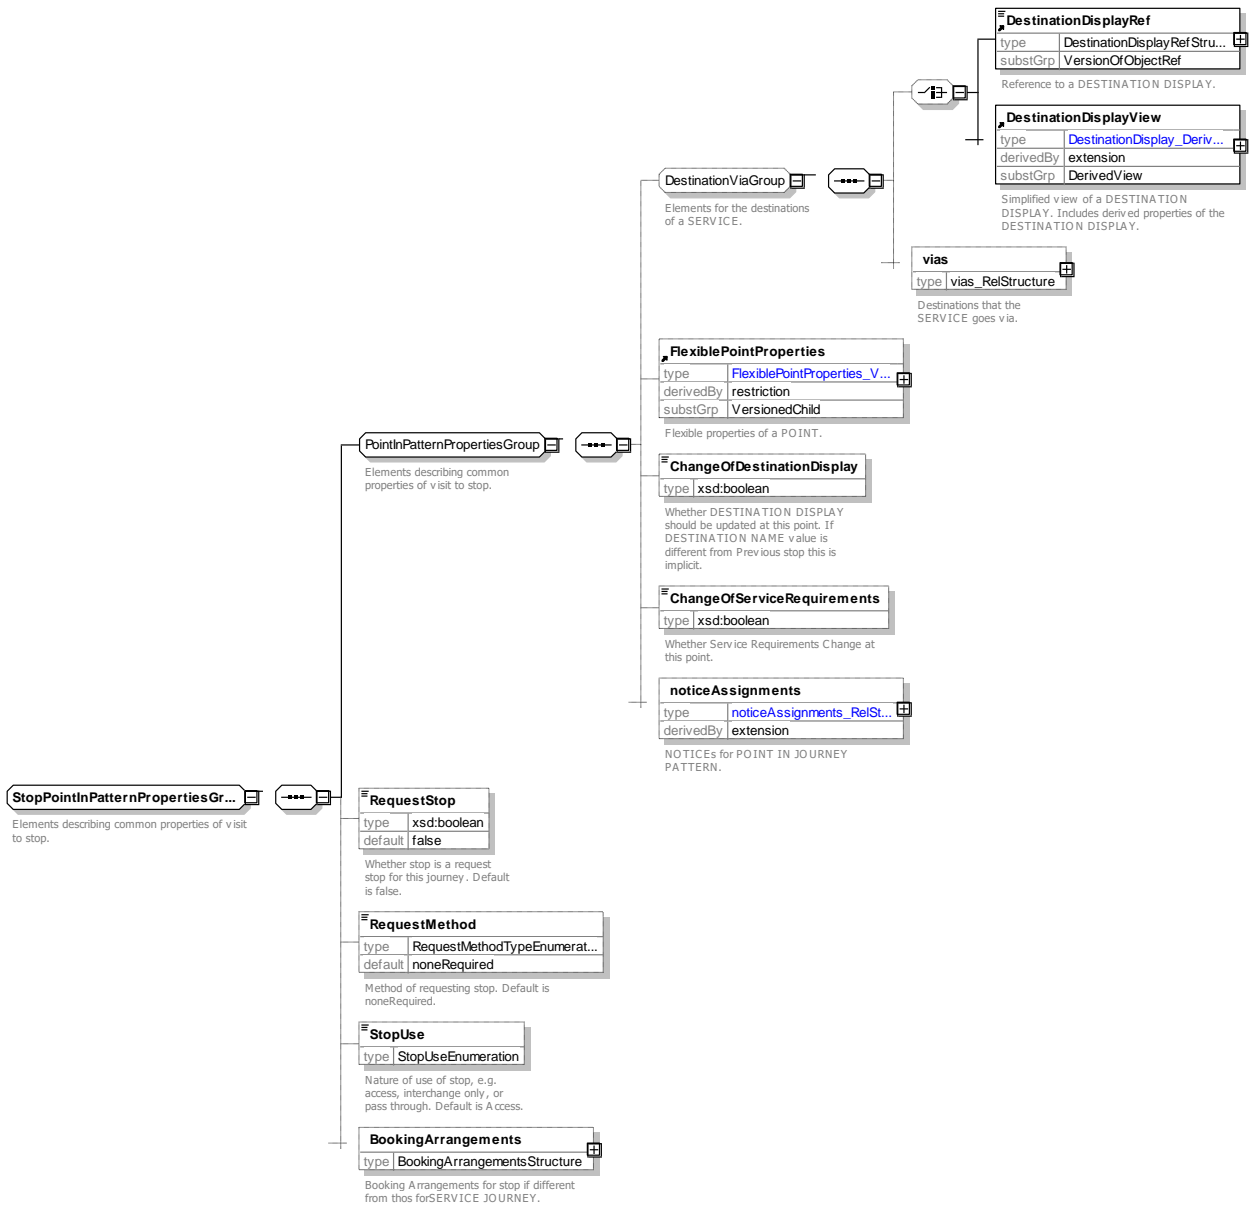 DestinationDisplayRef
type DestinationDisplayRefStru...
substGrp VersionOfObjectRef
Reference to a DESTINATION DISPLAY.
DestinationDisplayView
type DestinationDisplay_Deriv...
derivedBy extension
substGrp DerivedView
Simplified view of a DESTINATION
DISPLAY. Includes derived properties of the
DESTINATION DISPLAY.
DestinationViaGroup
Elements for the destinations
of a SERVICE.
vias
type vias_RelStructure
Destinations that the
SERVICE goes via.
FlexiblePointProperties
type FlexiblePointProperties_V...
derivedBy restriction
substGrp VersionedChild
Flexible properties of a POINT.
PointInPatternPropertiesGroup
Elements describing common
properties of visit to stop.
ChangeOfDestinationDisplay
type xsd:boolean
Whether DESTINATION DISPLAY
should be updated at this point. If
DESTINATION NAME value is
different from Previous stop this is
implicit.
ChangeOfServiceRequirements
type xsd:boolean
Whether Service Requirements Change at
this point.
noticeAssignments
type noticeAssignments_RelSt...
derivedBy extension
NOTICEs for POINT IN JOURNEY
PATTERN.
StopPointInPatternPropertiesGr...
Elements describing common properties of visit
to stop.
RequestStop
type xsd:boolean
default false
Whether stop is a request
stop for this journey. Default
is false.
RequestMethod
type RequestMethodTypeEnumerat...
default noneRequired
Method of requesting stop. Default is
noneRequired.
StopUse
type StopUseEnumeration
Nature of use of stop, e.g.
access, interchange only, or
pass through. Default is Access.
BookingArrangements
type BookingArrangementsStructure
Booking Arrangements for stop if different
from thos forSERVICE JOURNEY.